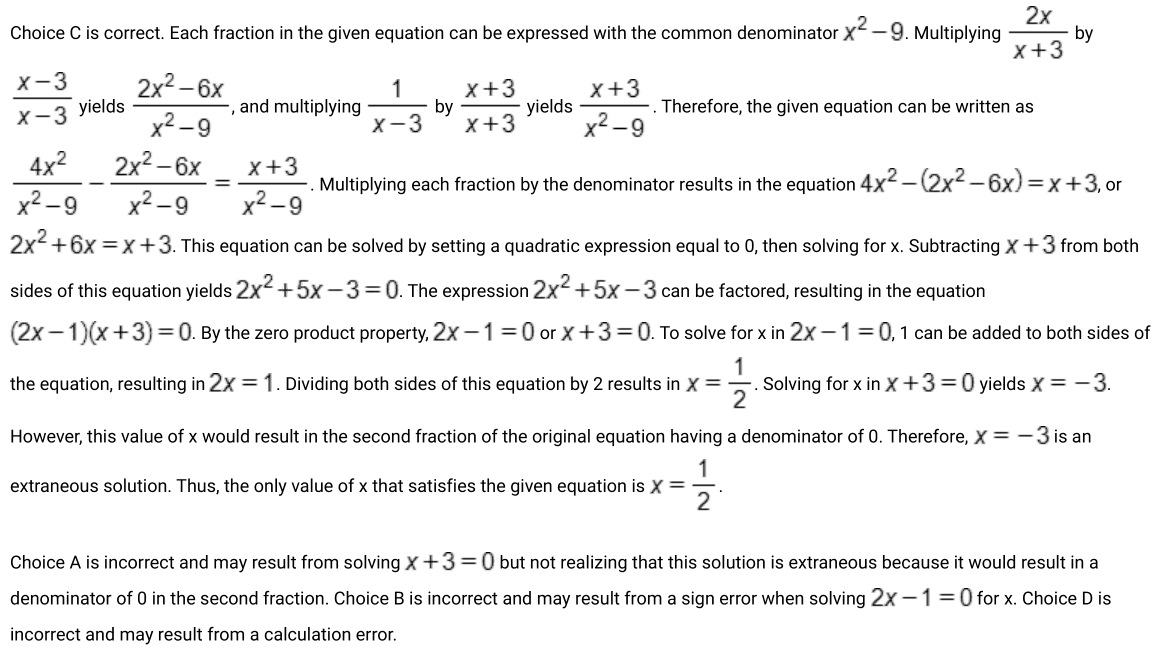 Choice C is correct. Each fraction in the given equation can be expressed with the common denominator x² – 9. Multiplying 2x/(x+3) by
(x–3)/(x–3) yields (2x²–6x)/(x²–9), and multiplying 1/(x–3) by (x+3)/(x+3) yields (x+3)/(x²–9). Therefore, the given equation can be written as
4x²/(x²–9) – (2x²–6x)/(x²–9) = (x+3)/(x²–9). Multiplying each fraction by the denominator results in the equation 4x² – (2x² – 6x) = x + 3, or
2x² + 6x = x + 3. This equation can be solved by setting a quadratic expression equal to 0, then solving for x. Subtracting x + 3 from both
sides of this equation yields 2x² + 5x – 3 = 0. The expression 2x² + 5x – 3 can be factored, resulting in the equation
(2x – 1)(x + 3) = 0. By the zero product property, 2x – 1 = 0 or x + 3 = 0. To solve for x in 2x – 1 = 0, 1 can be added to both sides of
the equation, resulting in 2x = 1. Dividing both sides of this equation by 2 results in x = 1/2. Solving for x in x + 3 = 0 yields x = –3.
However, this value of x would result in the second fraction of the original equation having a denominator of 0. Therefore, x = –3 is an
extraneous solution. Thus, the only value of x that satisfies the given equation is x = 1/2.
Choice A is incorrect and may result from solving x + 3 = 0 but not realizing that this solution is extraneous because it would result in a
denominator of 0 in the second fraction. Choice B is incorrect and may result from a sign error when solving 2x – 1 = 0 for x. Choice D is
incorrect and may result from a calculation error.